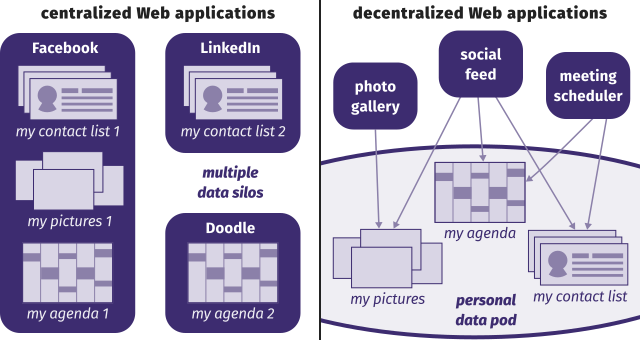 centralized Web applications
Facebook
my contact list 1
my pictures 1
my agenda 1
LinkedIn
my contact list 2
multiple
data silos
Doodle
my agenda 2
decentralized Web applications
photo
gallery
social
feed
meeting
scheduler
my agenda
my pictures
my contact list
personal
data pod